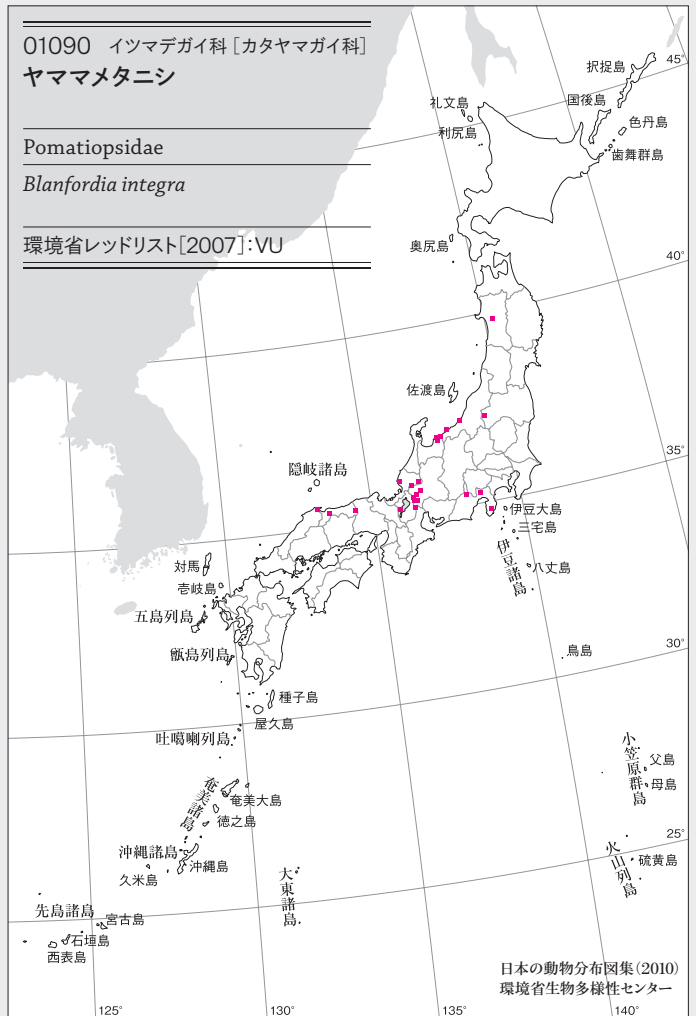 01090 イツマデガイ科［カタヤマガイ科］
ヤママメタニシ
Pomatiopsidae
Blanfordia integra
環境省レッドリスト［2007］：VU
45°
択捉島
礼文島
国後島
色丹島
利尻島
歯舞群島
奥尻島
40°
佐渡島
35°
隠岐諸島
伊豆大島
三宅島
伊豆諸島
八丈島
対馬
壱岐島
五島列島
甑島列島
鳥島
30°
種子島
屋久島
吐噶喇列島
小笠原群島
父島
母島
奄美諸島
奄美大島
徳之島
25°
沖縄諸島
沖縄島
久米島
火山列島
硫黄島
大東諸島
先島諸島
宮古島
石垣島
西表島
日本の動物分布図集（2010）
環境省生物多様性センター
125°
130°
135°
140°